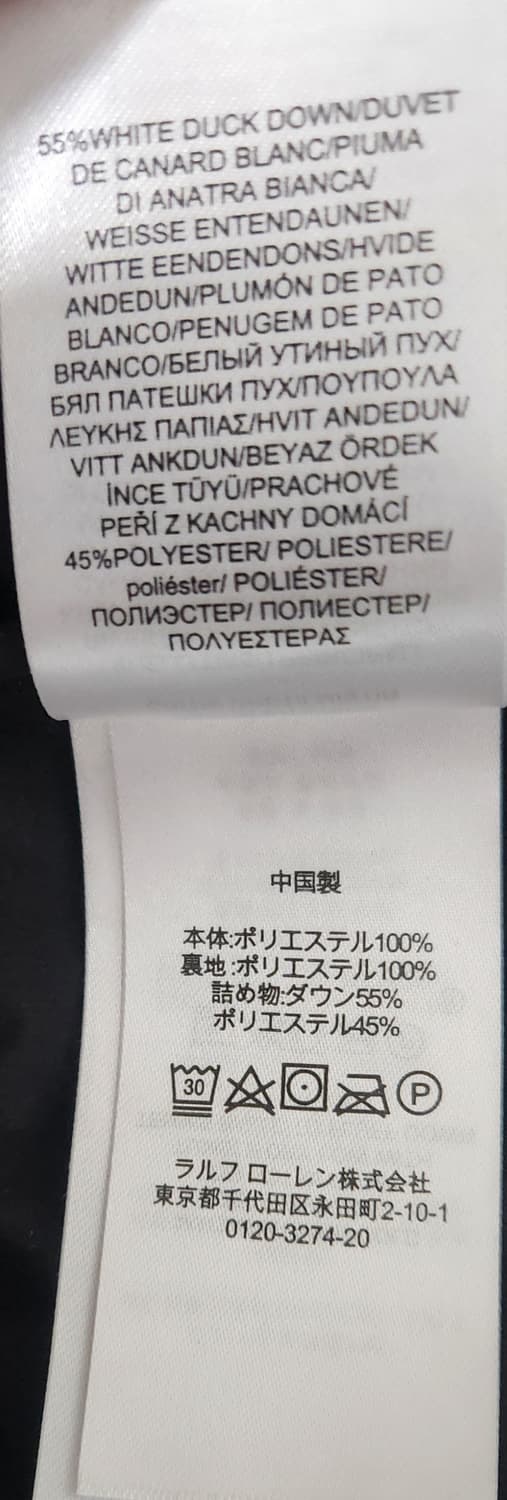 55%WHITE DUCK DOWN/DUVET
DE CANARD BLANC/PIUMA
DI ANATRA BIANCA/
WEISSE ENTENDAUNEN/
WITTE EENDENDONS/HVIDE
ANDEDUN/PLUMÓN DE PATO
BLANCO/PENUGEM DE PATO
BRANCO/БЕЛЫЙ УТИНЫЙ ПУХ/
БЯЛ ПАТЕШКИ ПУХ/ΠΟΥΠΟΥΛΑ
ΛΕΥΚΗΣ ΠΑΠΙΑΣ/HVIT ANDEDUN/
VITT ANKDUN/BEYAZ ÖRDEK
İNCE TÜYÜ/PRACHOVÉ
PEŘÍ Z KACHNY DOMÁCÍ
45%POLYESTER/ POLIESTERE/
poliéster/ POLIÉSTER/
ПОЛИЭСТЕР/ ПОЛИЕСТЕР/
ΠΟΛΥΕΣΤΕΡΑΣ
中国製
本体:ポリエステル100%
裏地:ポリエステル100%
詰め物:ダウン55%
ポリエステル45%
30 P
ラルフ ローレン株式会社
東京都千代田区永田町2-10-1
0120-3274-20